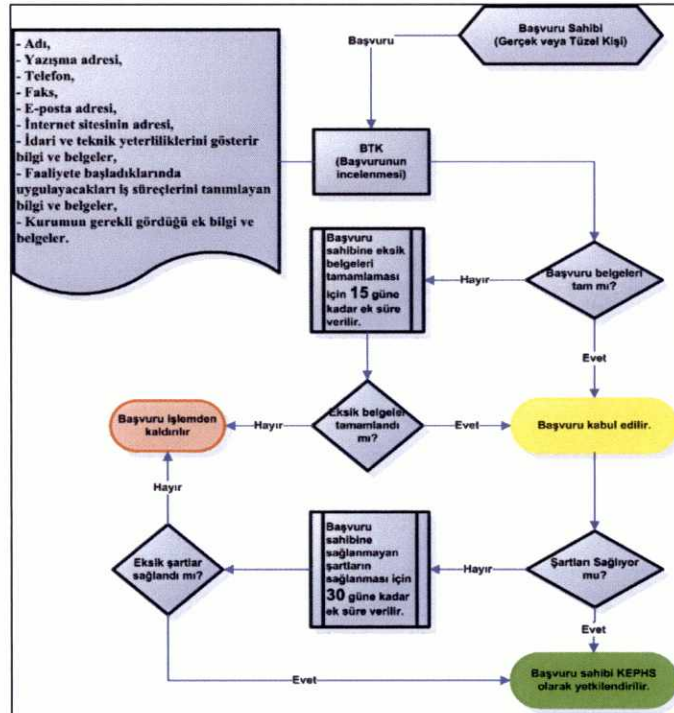 - Adı,
- Yazışma adresi,
- Telefon,
- Faks,
- E-posta adresi,
- İnternet sitesinin adresi,
- İdari ve teknik yeterliliklerini gösterir
bilgi ve belgeler,
- Faaliyete başladıklarında
uygulayacakları iş süreçlerini tanımlayan
bilgi ve belgeler,
- Kurumun gerekli gördüğü ek bilgi ve
belgeler.
Başvuru Sahibi
(Gerçek veya Tüzel Kişi)
Başvuru
BTK
(Başvurunun
incelenmesi)
Başvuru belgeleri
tam mı?
Hayır
Başvuru
sahibine eksik
belgeleri
tamamlaması
için 15 güne
kadar ek süre
verilir.
Evet
Eksik belgeler
tamamlandı
mı?
Hayır
Başvuru işlemden
kaldırılır
Evet
Başvuru kabul edilir.
Şartları Sağlıyor
mu?
Hayır
Başvuru
sahibine
sağlanmayan
şartların
sağlanması için
30 güne kadar
ek süre verilir.
Eksik şartlar
sağlandı mı?
Hayır
Evet
Evet
Başvuru sahibi KEPHS
olarak yetkilendirilir.